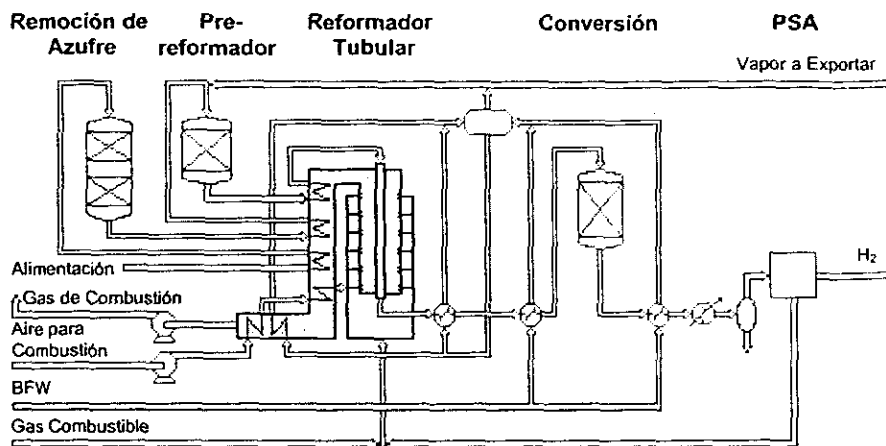 Remoción de Azufre
Pre-reformador
Reformador Tubular
Conversión
PSA
Vapor a Exportar
Alimentación
Gas de Combustión
Aire para
Combustión
BFW
Gas Combustible
H₂